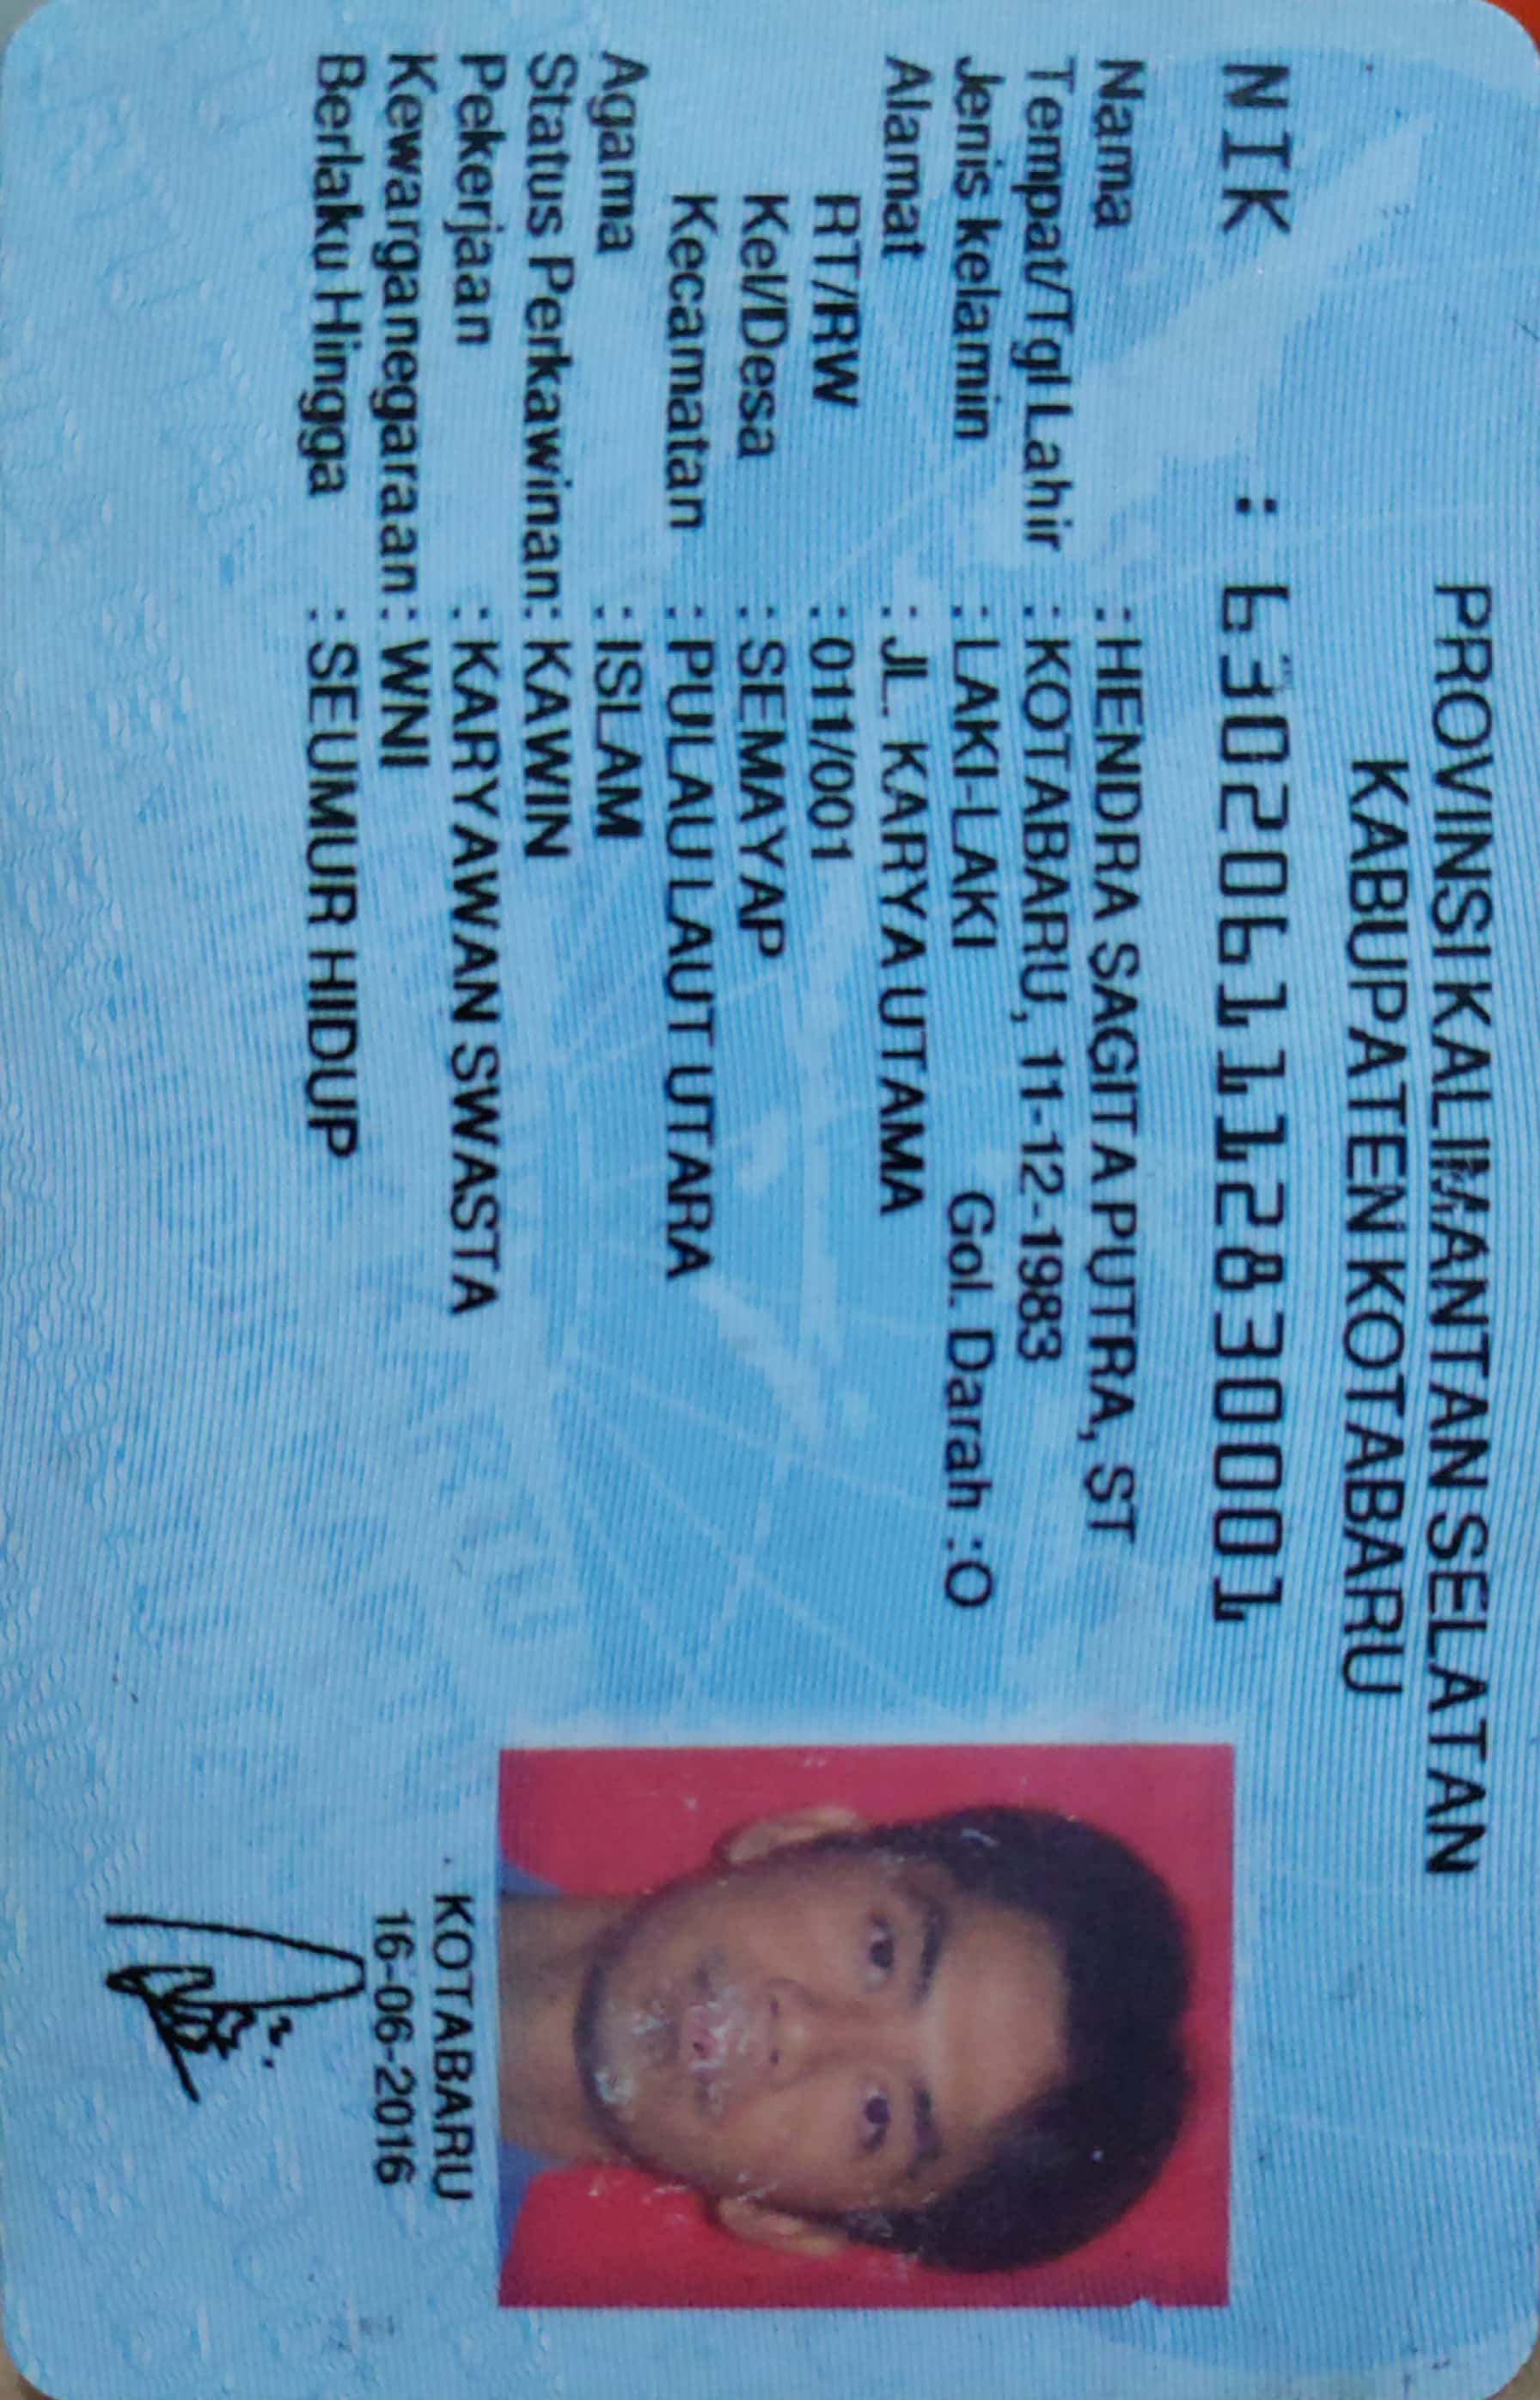 PROVINSI KALIMANTAN SELATAN
KABUPATEN KOTABARU
NIK : 6302061112830001
Nama : HENDRA SAGITA PUTRA, ST
Tempat/Tgl Lahir : KOTABARU, 11-12-1983
Jenis kelamin : LAKI-LAKI Gol. Darah :O
Alamat : JL. KARYA UTAMA
RT/RW : 011/001
Kel/Desa : SEMAYAP
Kecamatan : PULAU LAUT UTARA
Agama : ISLAM
Status Perkawinan: KAWIN
Pekerjaan : KARYAWAN SWASTA
Kewarganegaraan: WNI
Berlaku Hingga : SEUMUR HIDUP
KOTABARU
16-06-2016